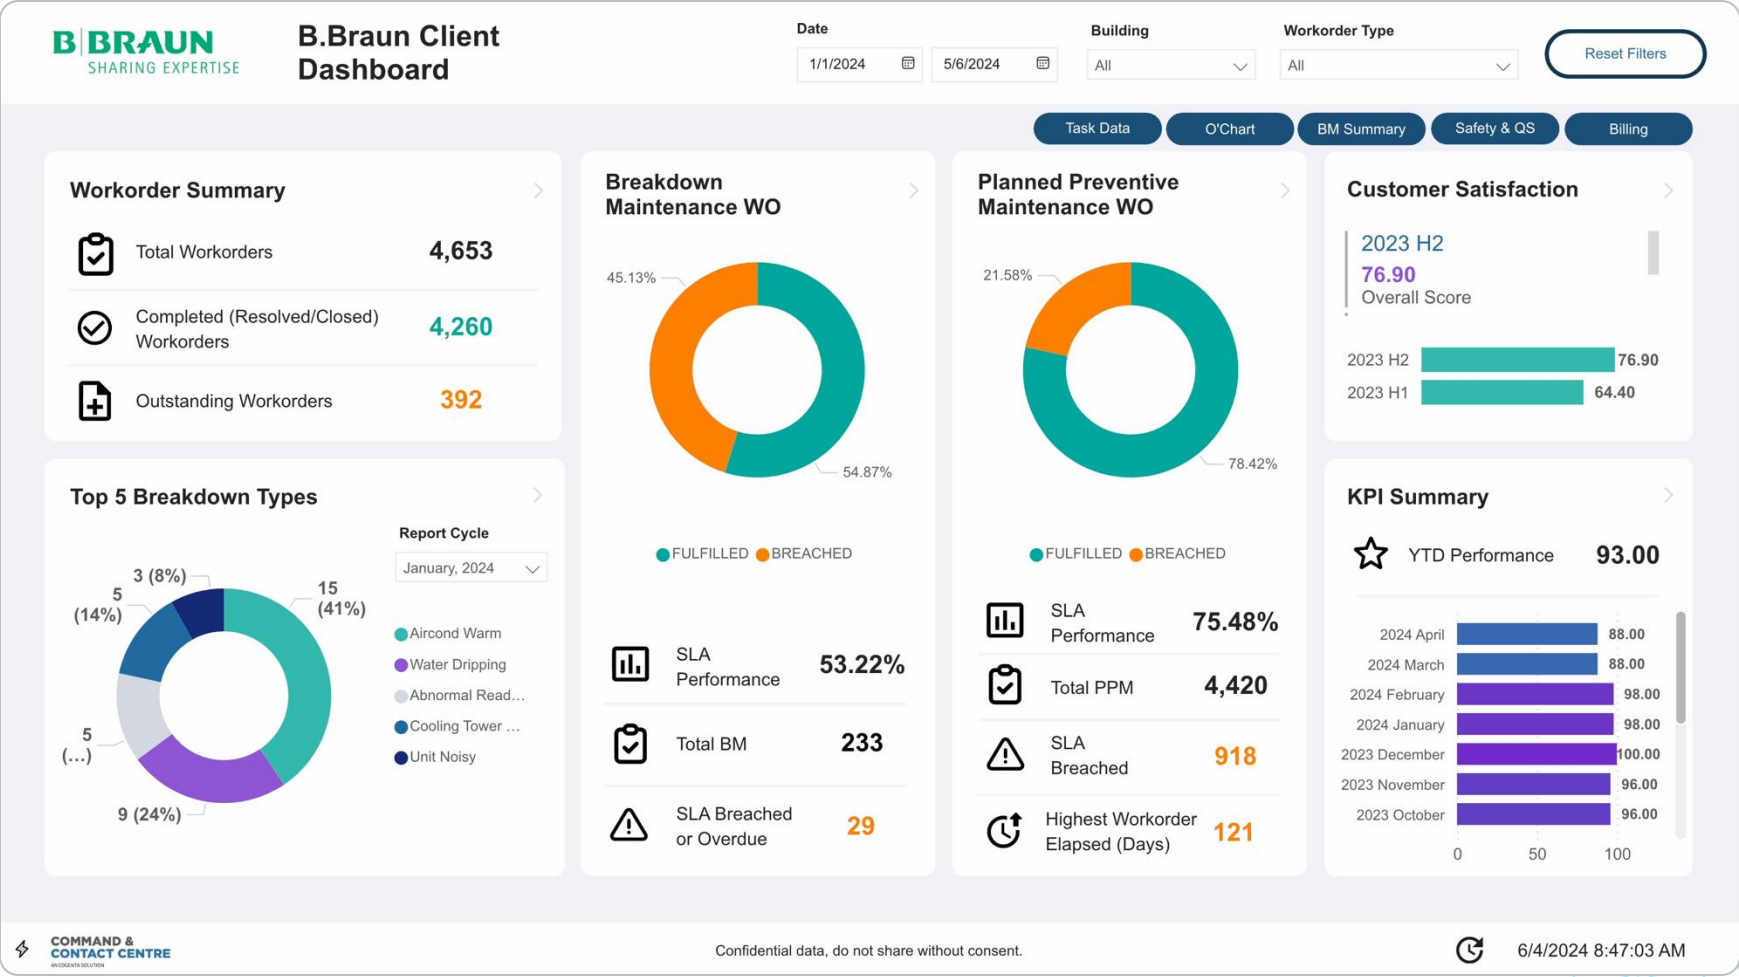 B|BRAUN
SHARING EXPERTISE
B.Braun Client
Dashboard
Date
1/1/2024
5/6/2024
Building
All
Workorder Type
All
Reset Filters
Task Data
O'Chart
BM Summary
Safety & QS
Billing
Workorder Summary
Total Workorders
4,653
Completed (Resolved/Closed)
Workorders
4,260
Outstanding Workorders
392
Top 5 Breakdown Types
Report Cycle
January, 2024
3 (8%)
5
(14%)
15
(41%)
5
(...)
9 (24%)
Aircond Warm
Water Dripping
Abnormal Read...
Cooling Tower ...
Unit Noisy
Breakdown
Maintenance WO
45.13%
54.87%
FULFILLED BREACHED
SLA
Performance
53.22%
Total BM
233
SLA Breached
or Overdue
29
Planned Preventive
Maintenance WO
21.58%
78.42%
FULFILLED BREACHED
SLA
Performance
75.48%
Total PPM
4,420
SLA
Breached
918
Highest Workorder
Elapsed (Days)
121
Customer Satisfaction
2023 H2
76.90
Overall Score
2023 H2 76.90
2023 H1 64.40
KPI Summary
YTD Performance
93.00
2024 April 88.00
2024 March 88.00
2024 February 98.00
2024 January 98.00
2023 December 100.00
2023 November 96.00
2023 October 96.00
0 50 100
COMMAND &
CONTACT CENTRE
AN EDGENTA SOLUTION
Confidential data, do not share without consent.
6/4/2024 8:47:03 AM